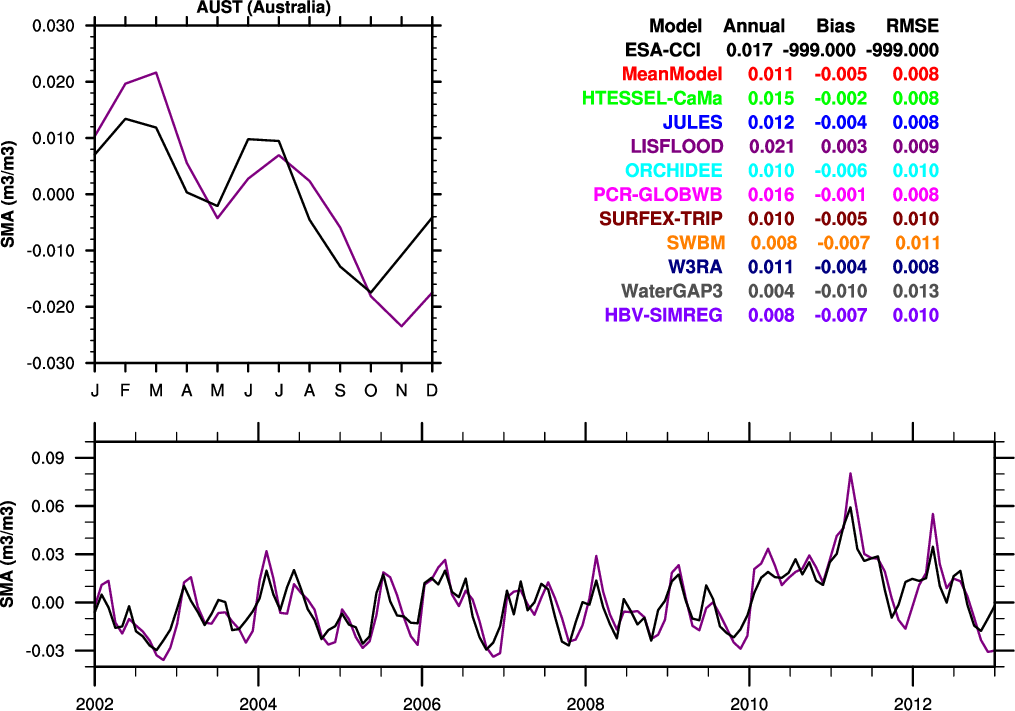 AUST (Australia)
0.030
0.020
0.010
0.000
-0.010
-0.020
-0.030
SMA (m3/m3)
J F M A M J J A S O N D
Model Annual Bias RMSE
ESA-CCI 0.017 -999.000 -999.000
MeanModel 0.011 -0.005 0.008
HTESSEL-CaMa 0.015 -0.002 0.008
JULES 0.012 -0.004 0.008
LISFLOOD 0.021 0.003 0.009
ORCHIDEE 0.010 -0.006 0.010
PCR-GLOBWB 0.016 -0.001 0.008
SURFEX-TRIP 0.010 -0.005 0.010
SWBM 0.008 -0.007 0.011
W3RA 0.011 -0.004 0.008
WaterGAP3 0.004 -0.010 0.013
HBV-SIMREG 0.008 -0.007 0.010
0.09
0.06
0.03
0.00
-0.03
SMA (m3/m3)
2002 2004 2006 2008 2010 2012